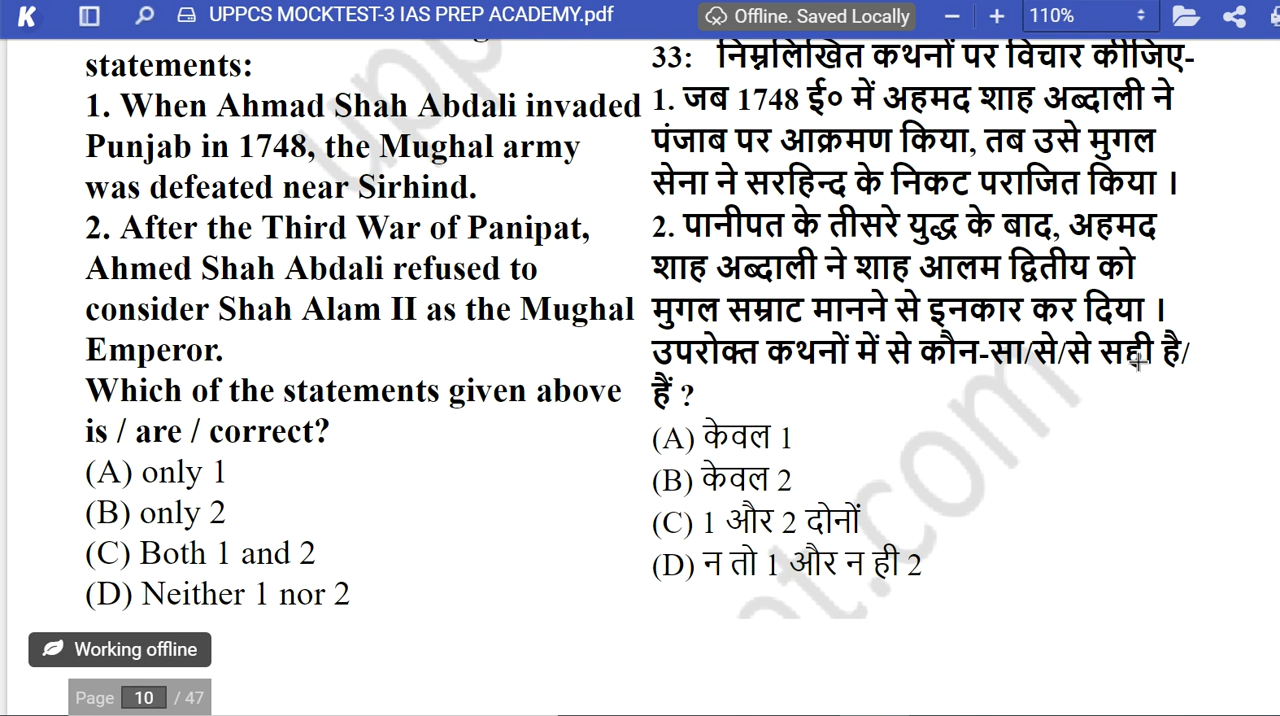 K UPPCS MOCKTEST-3 IAS PREP ACADEMY.pdf Offline. Saved Locally 110%
statements:
1. When Ahmad Shah Abdali invaded
Punjab in 1748, the Mughal army
was defeated near Sirhind.
2. After the Third War of Panipat,
Ahmed Shah Abdali refused to
consider Shah Alam II as the Mughal
Emperor.
Which of the statements given above
is / are / correct?
(A) only 1
(B) only 2
(C) Both 1 and 2
(D) Neither 1 nor 2
33: निम्नलिखित कथनों पर विचार कीजिए-
1. जब 1748 ई० में अहमद शाह अब्दाली ने
पंजाब पर आक्रमण किया, तब उसे मुगल
सेना ने सरहिन्द के निकट पराजित किया ।
2. पानीपत के तीसरे युद्ध के बाद, अहमद
शाह अब्दाली ने शाह आलम द्वितीय को
मुगल सम्राट मानने से इनकार कर दिया ।
उपरोक्त कथनों में से कौन-सा/से/से सही है/
हैं ?
(A) केवल 1
(B) केवल 2
(C) 1 और 2 दोनों
(D) न तो 1 और न ही 2
Working offline
Page 10 / 47